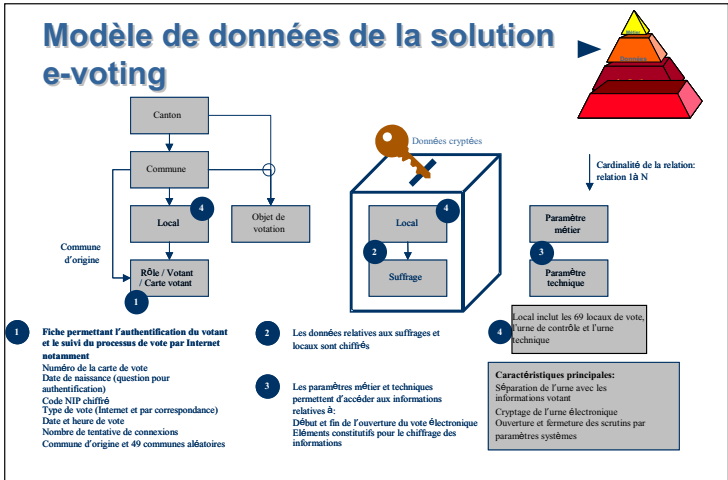 Modèle de données de la solution
e-voting
Métier
Données
Canton
Commune
Local
4
Objet de
votation
Commune
d'origine
Rôle / Votant
/ Carte votant
1
Données cryptées
Local
4
2
Suffrage
Cardinalité de la relation:
relation 1à N
Paramètre
métier
3
Paramètre
technique
1
Fiche permettant l'authentification du votant
et le suivi du processus de vote par Internet
notamment
Numéro de la carte de vote
Date de naissance (question pour
authentification)
Code NIP chiffré
Type de vote (Internet et par correspondance)
Date et heure de vote
Nombre de tentative de connexions
Commune d'origine et 49 communes aléatoires
2
Les données relatives aux suffrages et
locaux sont chiffrés
3
Les paramètres métier et techniques
permettent d'accéder aux informations
relatives à:
Début et fin de l'ouverture du vote électronique
Eléments constitutifs pour le chiffrage des
informations
4
Local inclut les 69 locaux de vote,
l'urne de contrôle et l'urne
technique
Caractéristiques principales:
Séparation de l'urne avec les
informations votant
Cryptage de l'urne électronique
Ouverture et fermeture des scrutins par
paramètres systèmes